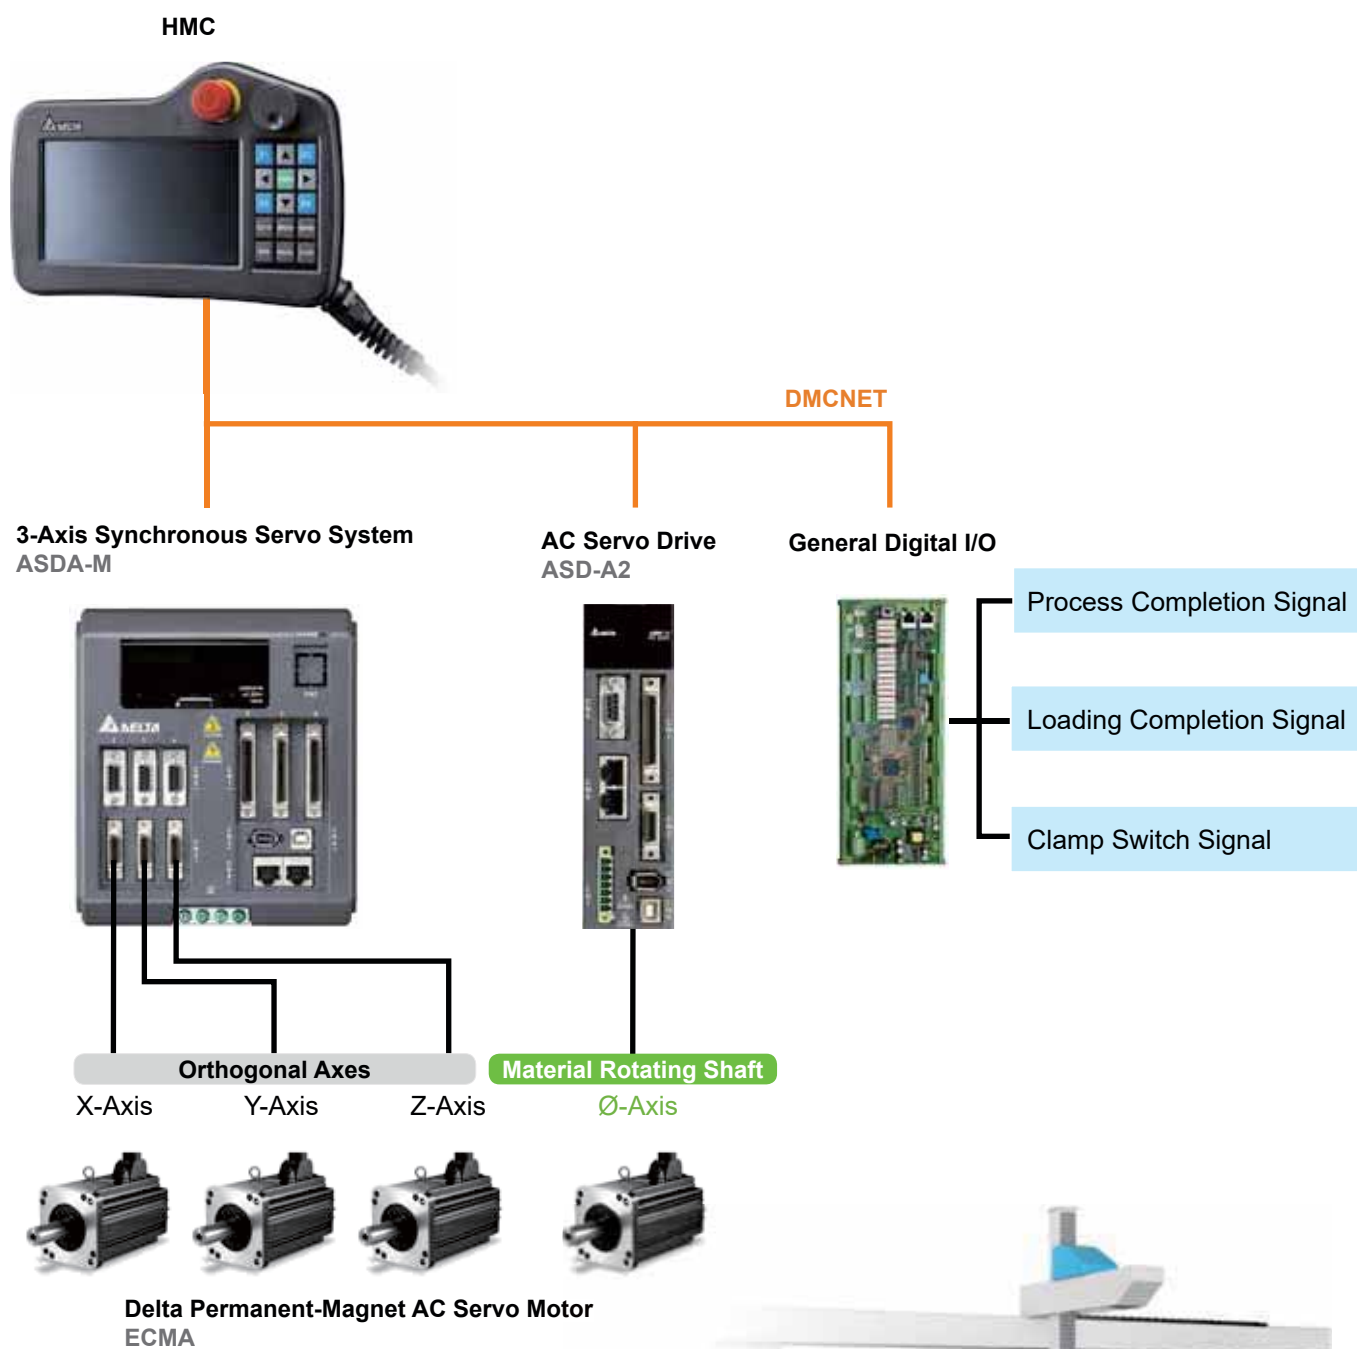 HMC
DELTA
DMCNET
3-Axis Synchronous Servo System
ASDA-M
AC Servo Drive
ASD-A2
General Digital I/O
Process Completion Signal
Loading Completion Signal
Clamp Switch Signal
DELTA
Orthogonal Axes
Material Rotating Shaft
X-Axis
Y-Axis
Z-Axis
Ø-Axis
Delta Permanent-Magnet AC Servo Motor
ECMA